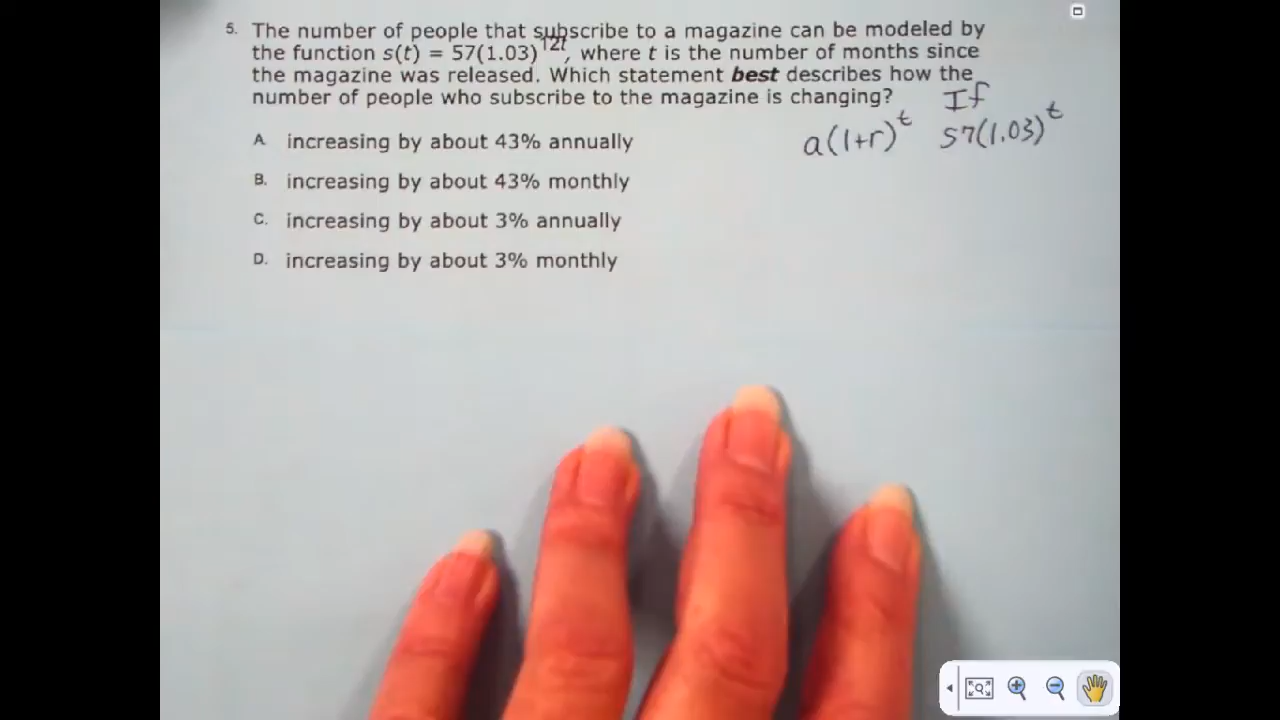 5. The number of people that subscribe to a magazine can be modeled by
the function s(t) = 57(1.03)^12t, where t is the number of months since
the magazine was released. Which statement best describes how the
number of people who subscribe to the magazine is changing?
If
a(1+r)^t 57(1.03)^t
A. increasing by about 43% annually
B. increasing by about 43% monthly
C. increasing by about 3% annually
D. increasing by about 3% monthly